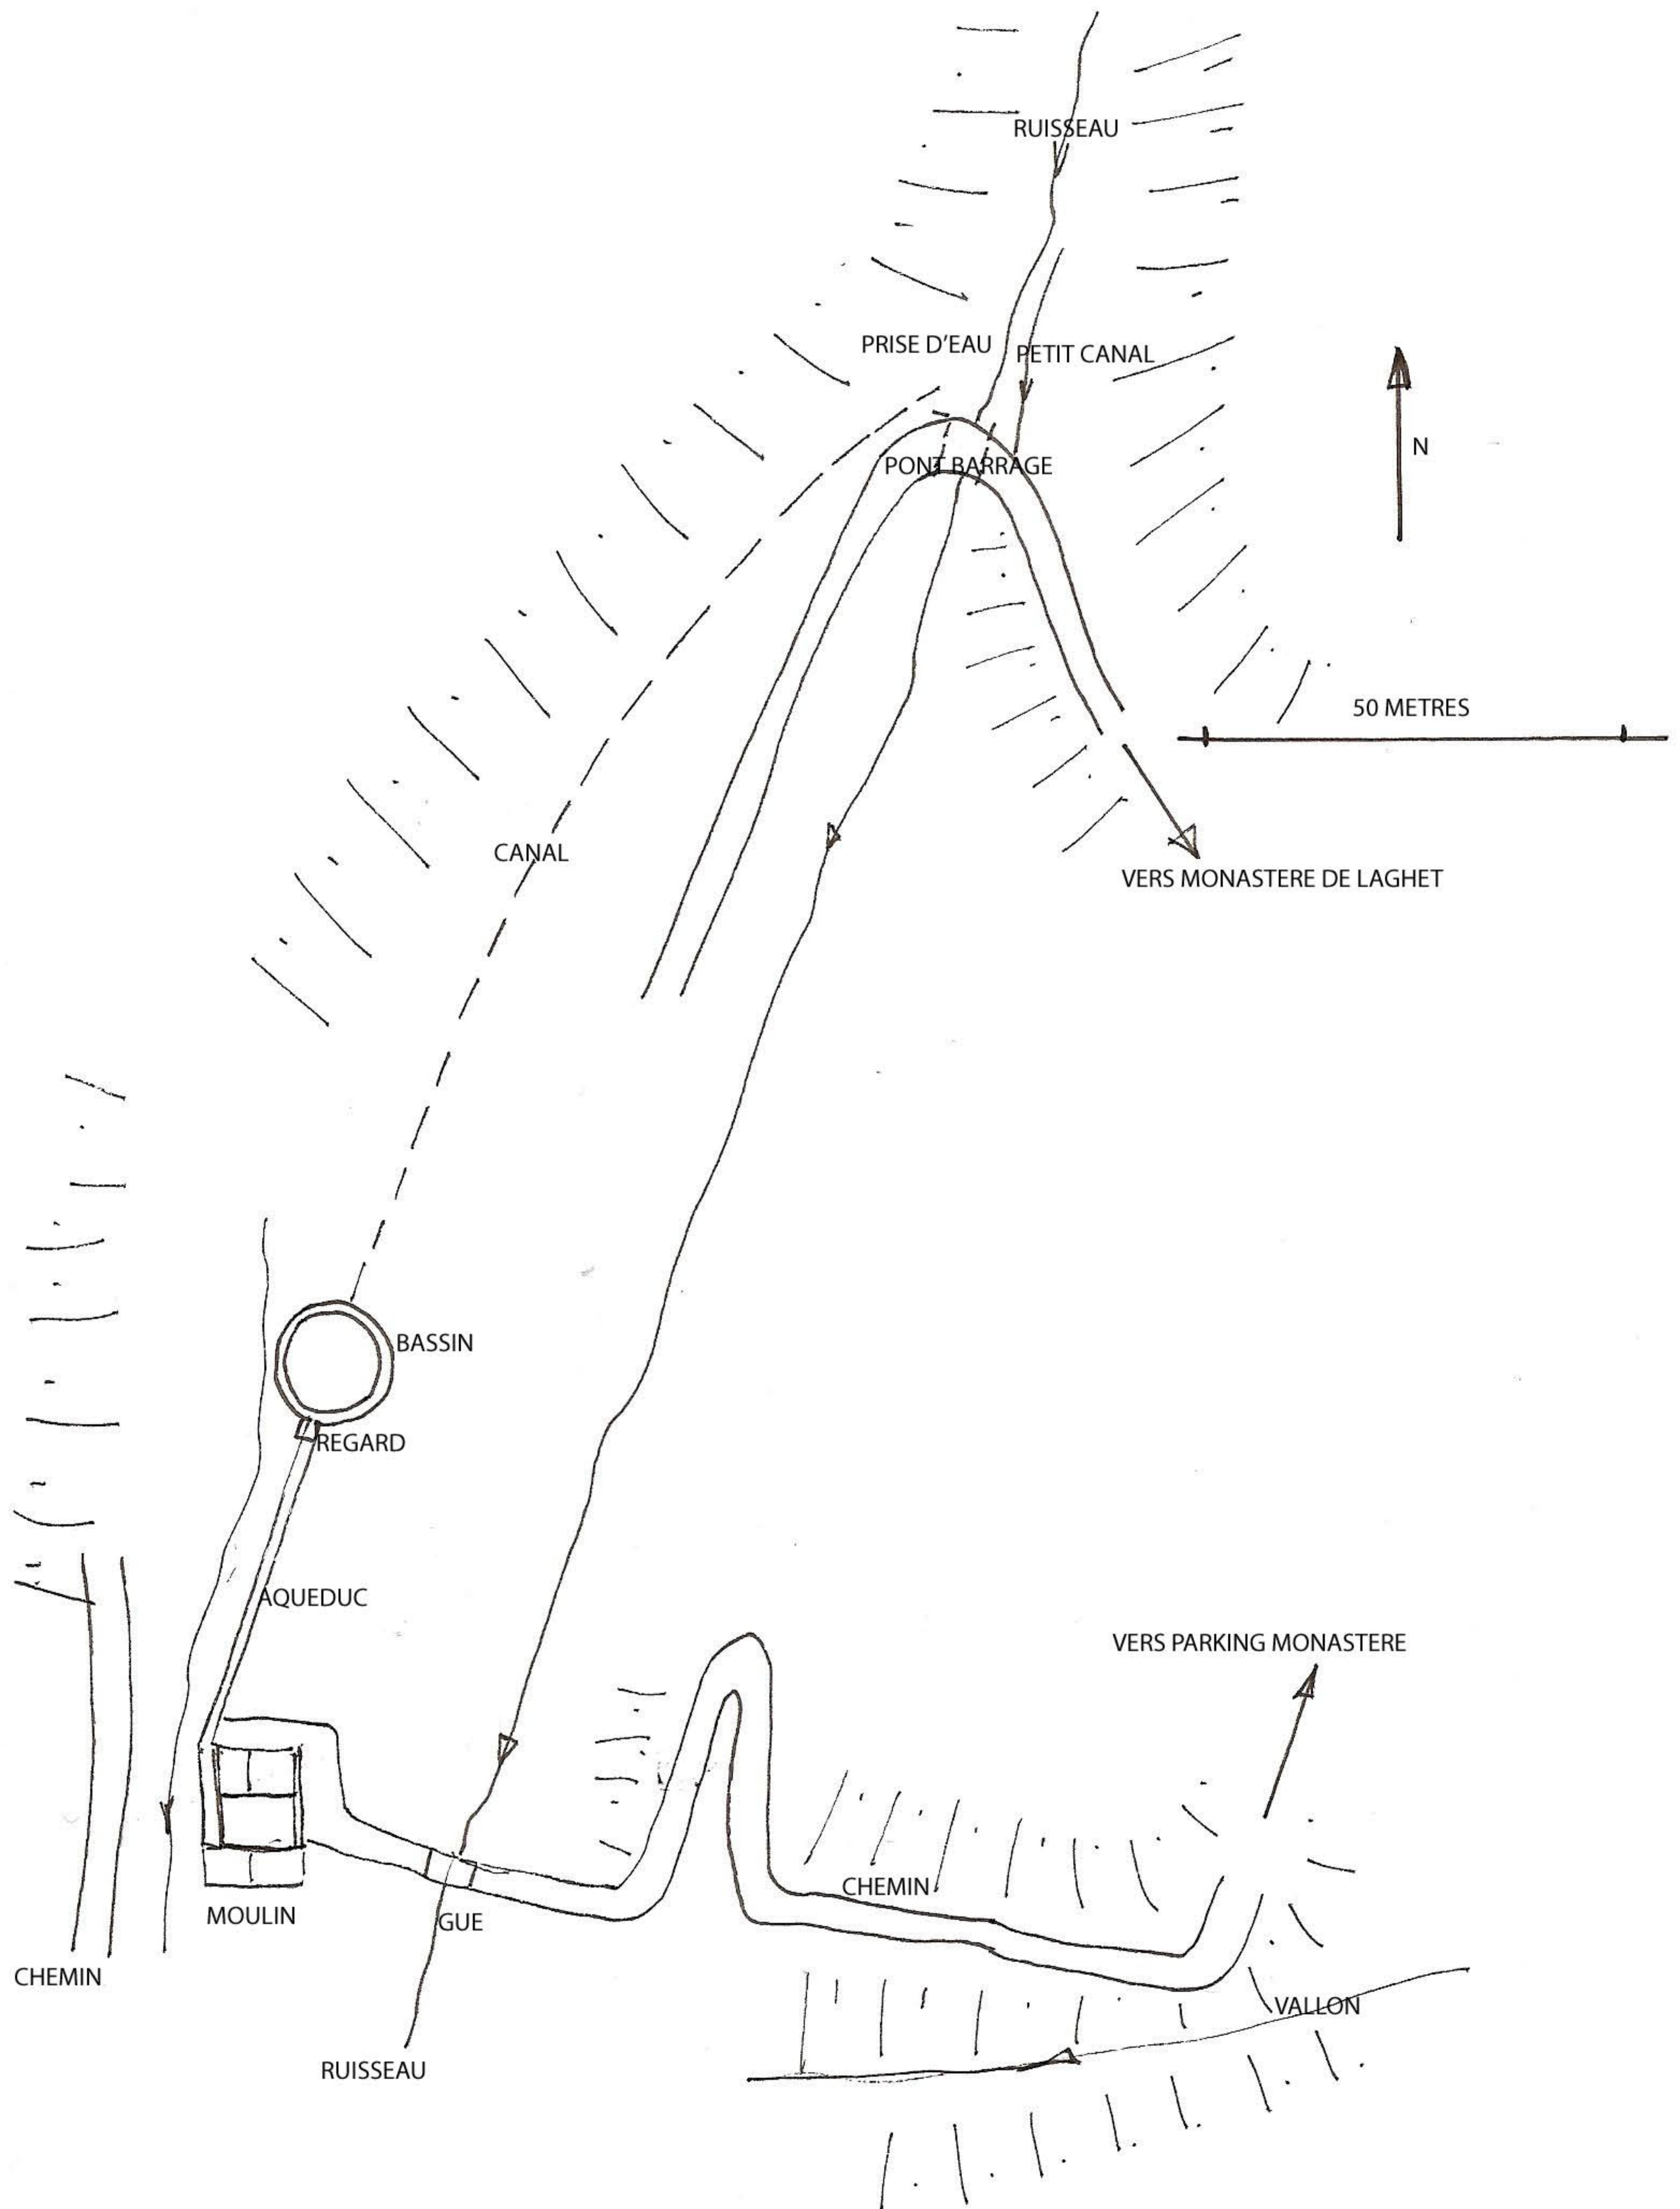 RUISSEAU
PRISE D'EAU
PETIT CANAL
PONT BARRAGE
N
50 METRES
CANAL
VERS MONASTERE DE LAGHET
BASSIN
REGARD
AQUEDUC
VERS PARKING MONASTERE
CHEMIN
MOULIN
GUE
CHEMIN
VALLON
RUISSEAU